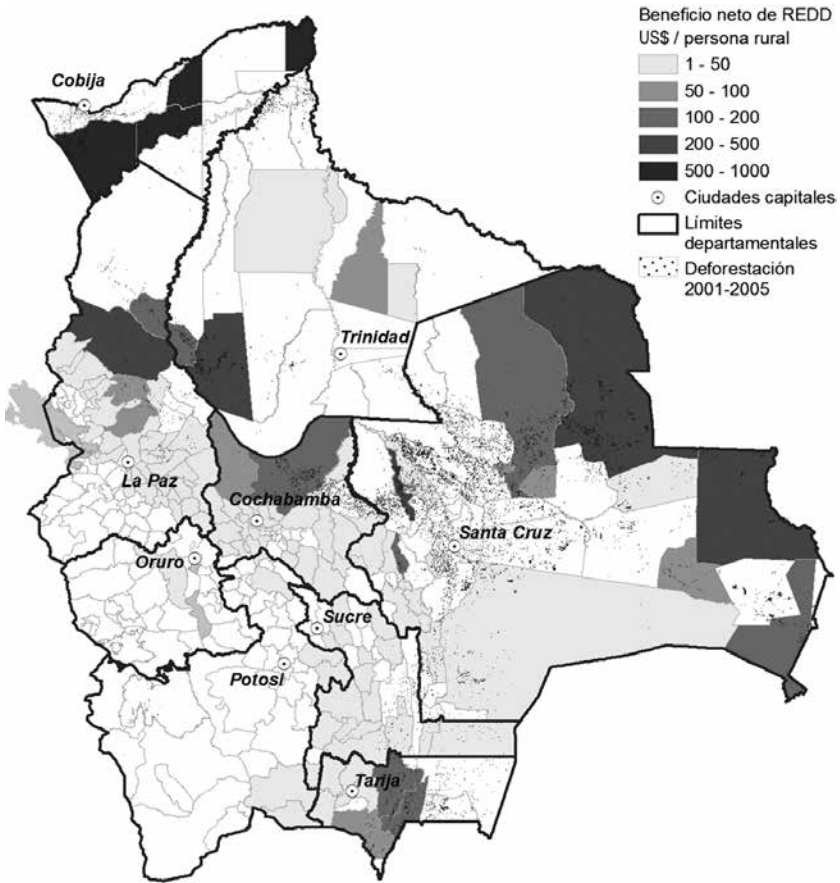 Beneficio neto de REDD
US$ / persona rural
1 - 50
50 - 100
100 - 200
200 - 500
500 - 1000
Ciudades capitales
Límites
departamentales
Deforestación
2001-2005
Cobija
Trinidad
La Paz
Cochabamba
Santa Cruz
Oruro
Sucre
Potosí
Tarija